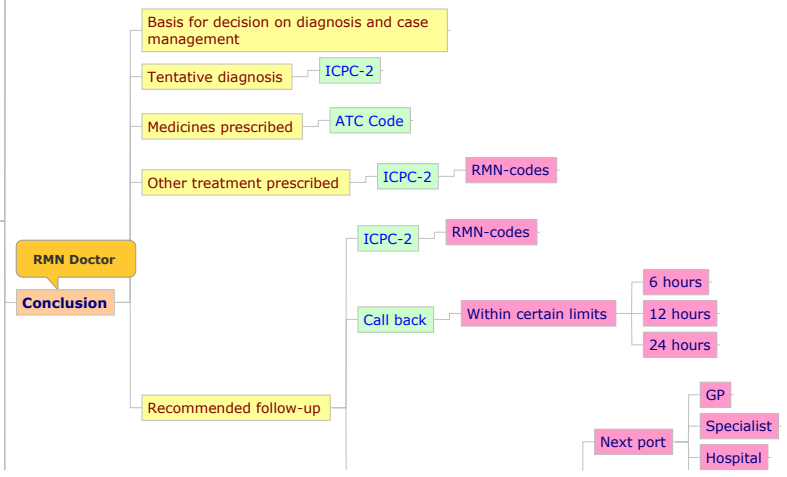 Basis for decision on diagnosis and case
management
Tentative diagnosis
ICPC-2
Medicines prescribed
ATC Code
Other treatment prescribed
ICPC-2
RMN-codes
RMN Doctor
Conclusion
ICPC-2
RMN-codes
Call back
Within certain limits
6 hours
12 hours
24 hours
Recommended follow-up
Next port
GP
Specialist
Hospital